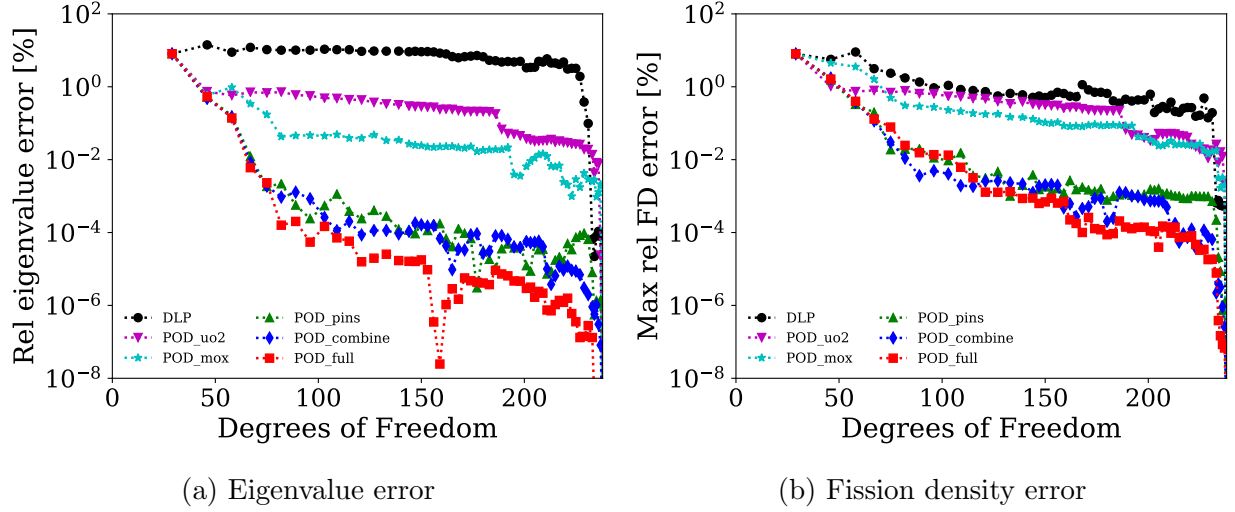 Rel eigenvalue error [%]
10^2
10^0
10^-2
10^-4
10^-6
10^-8
DLP
POD_uo2
POD_mox
POD_pins
POD_combine
POD_full
0 50 100 150 200
Degrees of Freedom
(a) Eigenvalue error
Max rel FD error [%]
10^2
10^0
10^-2
10^-4
10^-6
10^-8
DLP
POD_uo2
POD_mox
POD_pins
POD_combine
POD_full
0 50 100 150 200
Degrees of Freedom
(b) Fission density error